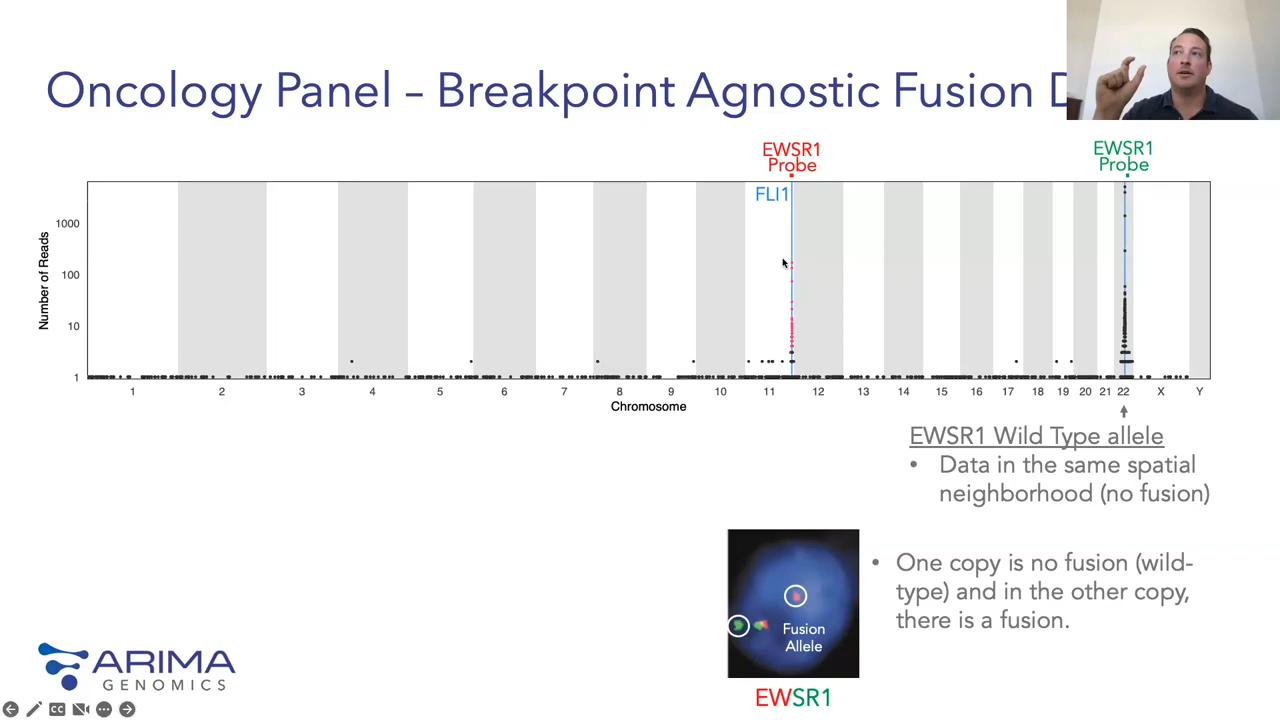 Oncology Panel – Breakpoint Agnostic Fusion D
EWSR1
Probe
EWSR1
Probe
FLI1
Number of Reads
1000
100
10
1
1 2 3 4 5 6 7 8 9 10 11 12 13 14 15 16 17 18 19 20 21 22 X Y
Chromosome
EWSR1 Wild Type allele
• Data in the same spatial
neighborhood (no fusion)
• One copy is no fusion (wild-
type) and in the other copy,
there is a fusion.
Fusion
Allele
EWSR1
ARIMA
GENOMICS
CC